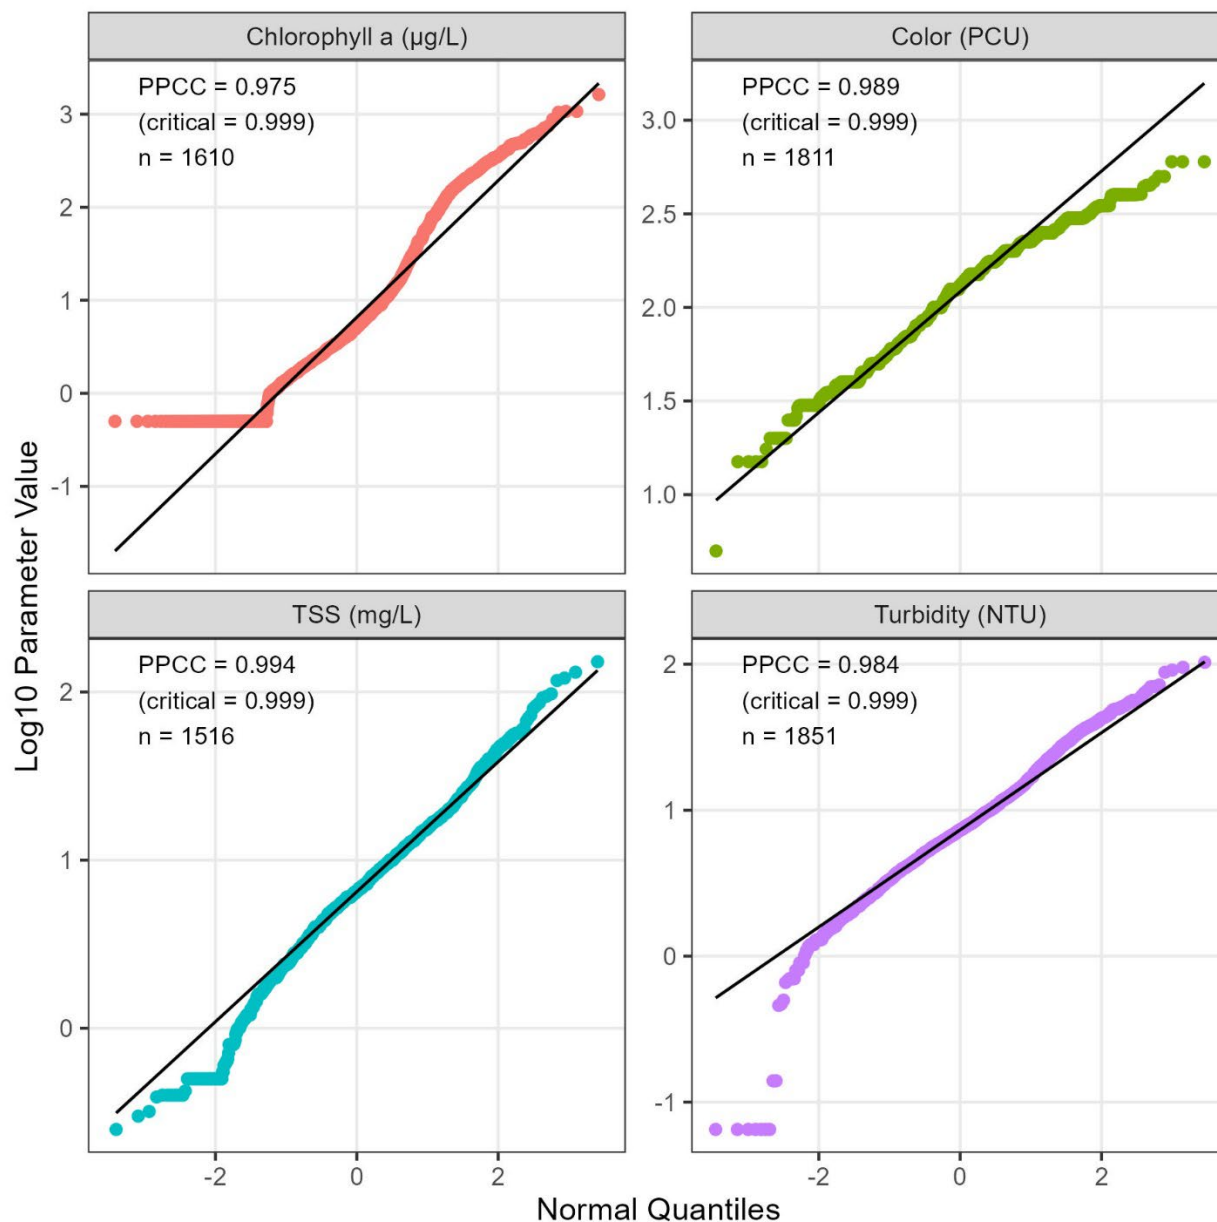 Chlorophyll a (µg/L)
PPCC = 0.975
(critical = 0.999)
n = 1610
3
2
1
0
-1
Color (PCU)
PPCC = 0.989
(critical = 0.999)
n = 1811
3.0
2.5
2.0
1.5
1.0
Log10 Parameter Value
TSS (mg/L)
PPCC = 0.994
(critical = 0.999)
n = 1516
2
1
0
-2 0 2
Turbidity (NTU)
PPCC = 0.984
(critical = 0.999)
n = 1851
2
1
0
-1
-2 0 2
Normal Quantiles